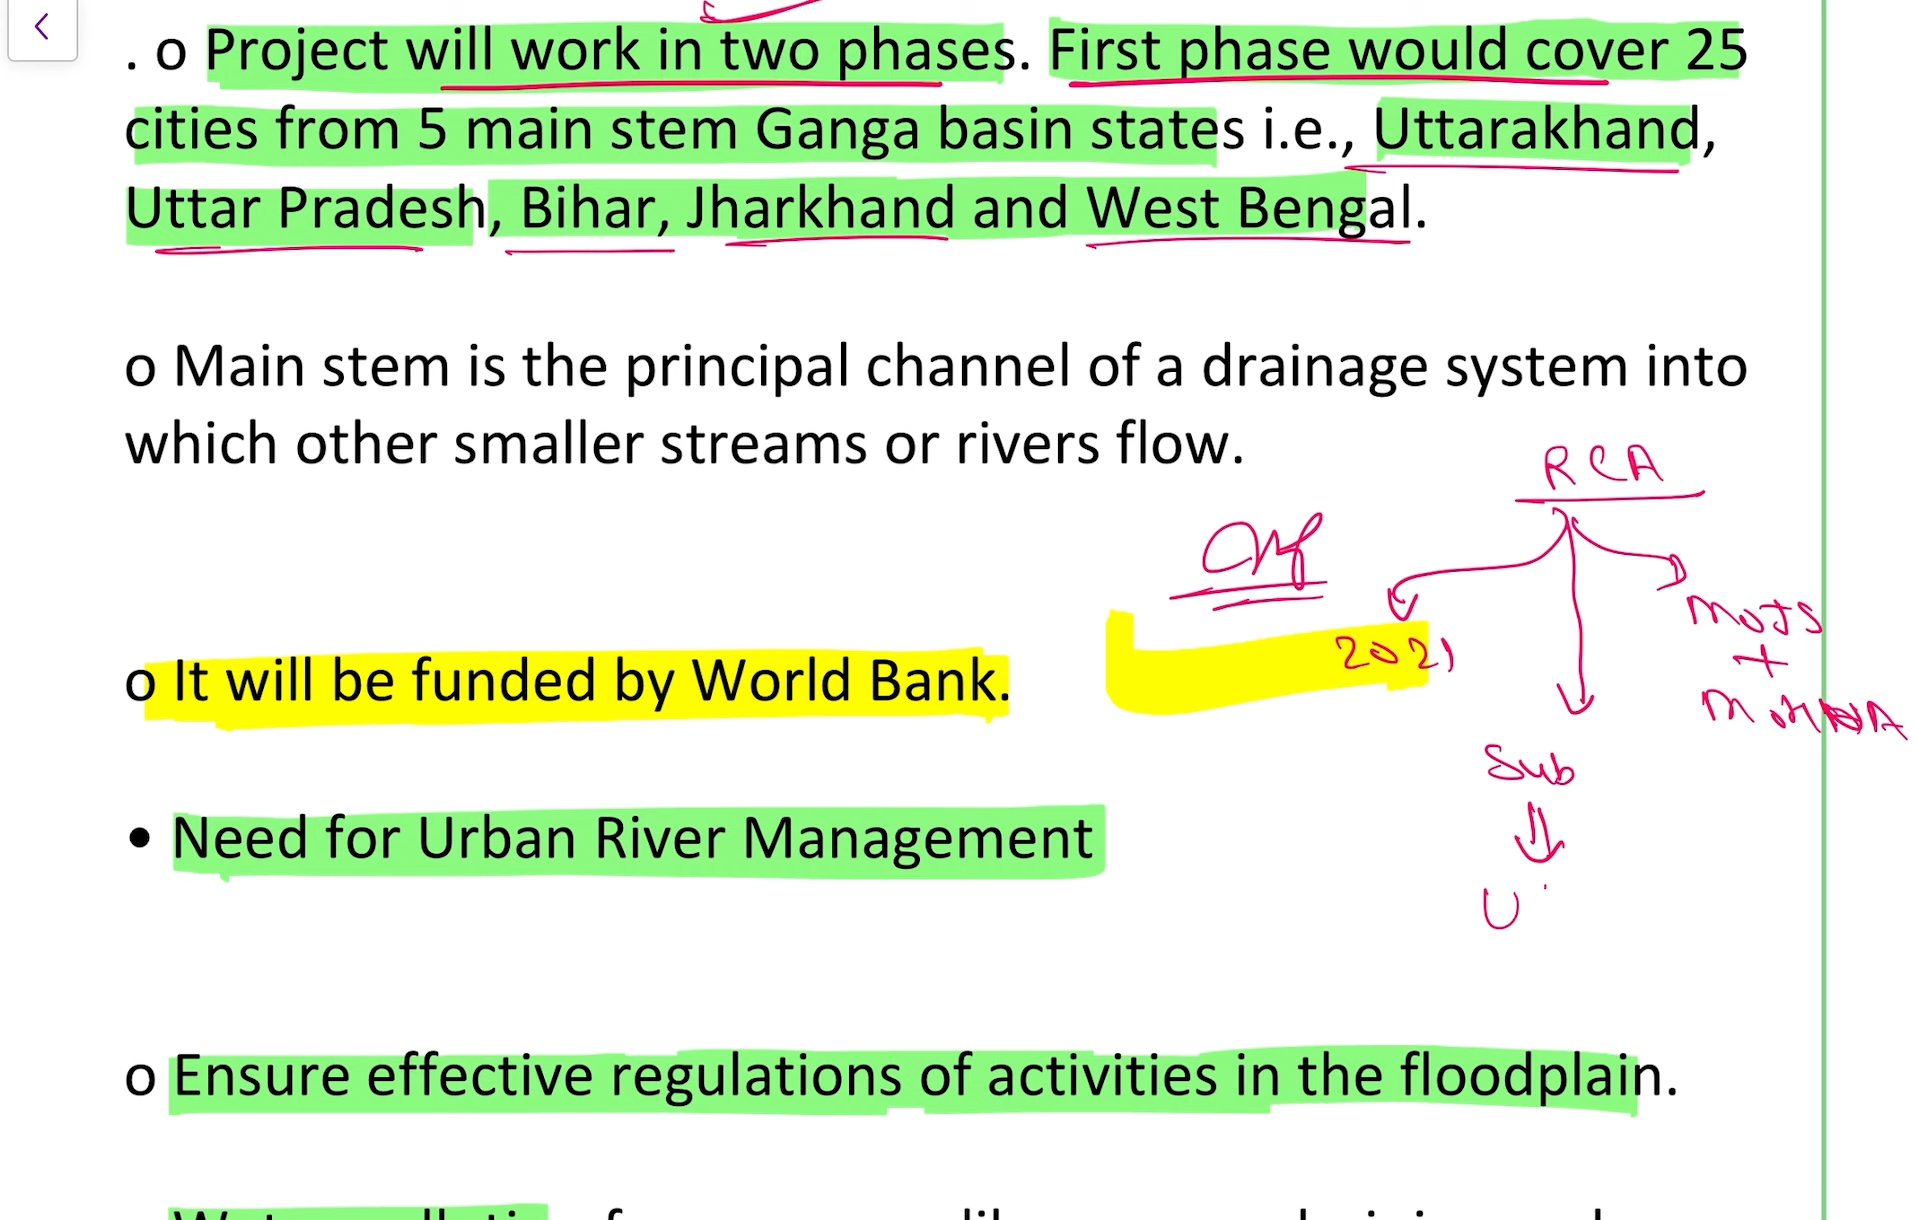 . o Project will work in two phases. First phase would cover 25
cities from 5 main stem Ganga basin states i.e., Uttarakhand,
Uttar Pradesh, Bihar, Jharkhand and West Bengal.
o Main stem is the principal channel of a drainage system into
which other smaller streams or rivers flow.
RCA
2021
MoJS
+
o It will be funded by World Bank.
Sub
• Need for Urban River Management
U
o Ensure effective regulations of activities in the floodplain.